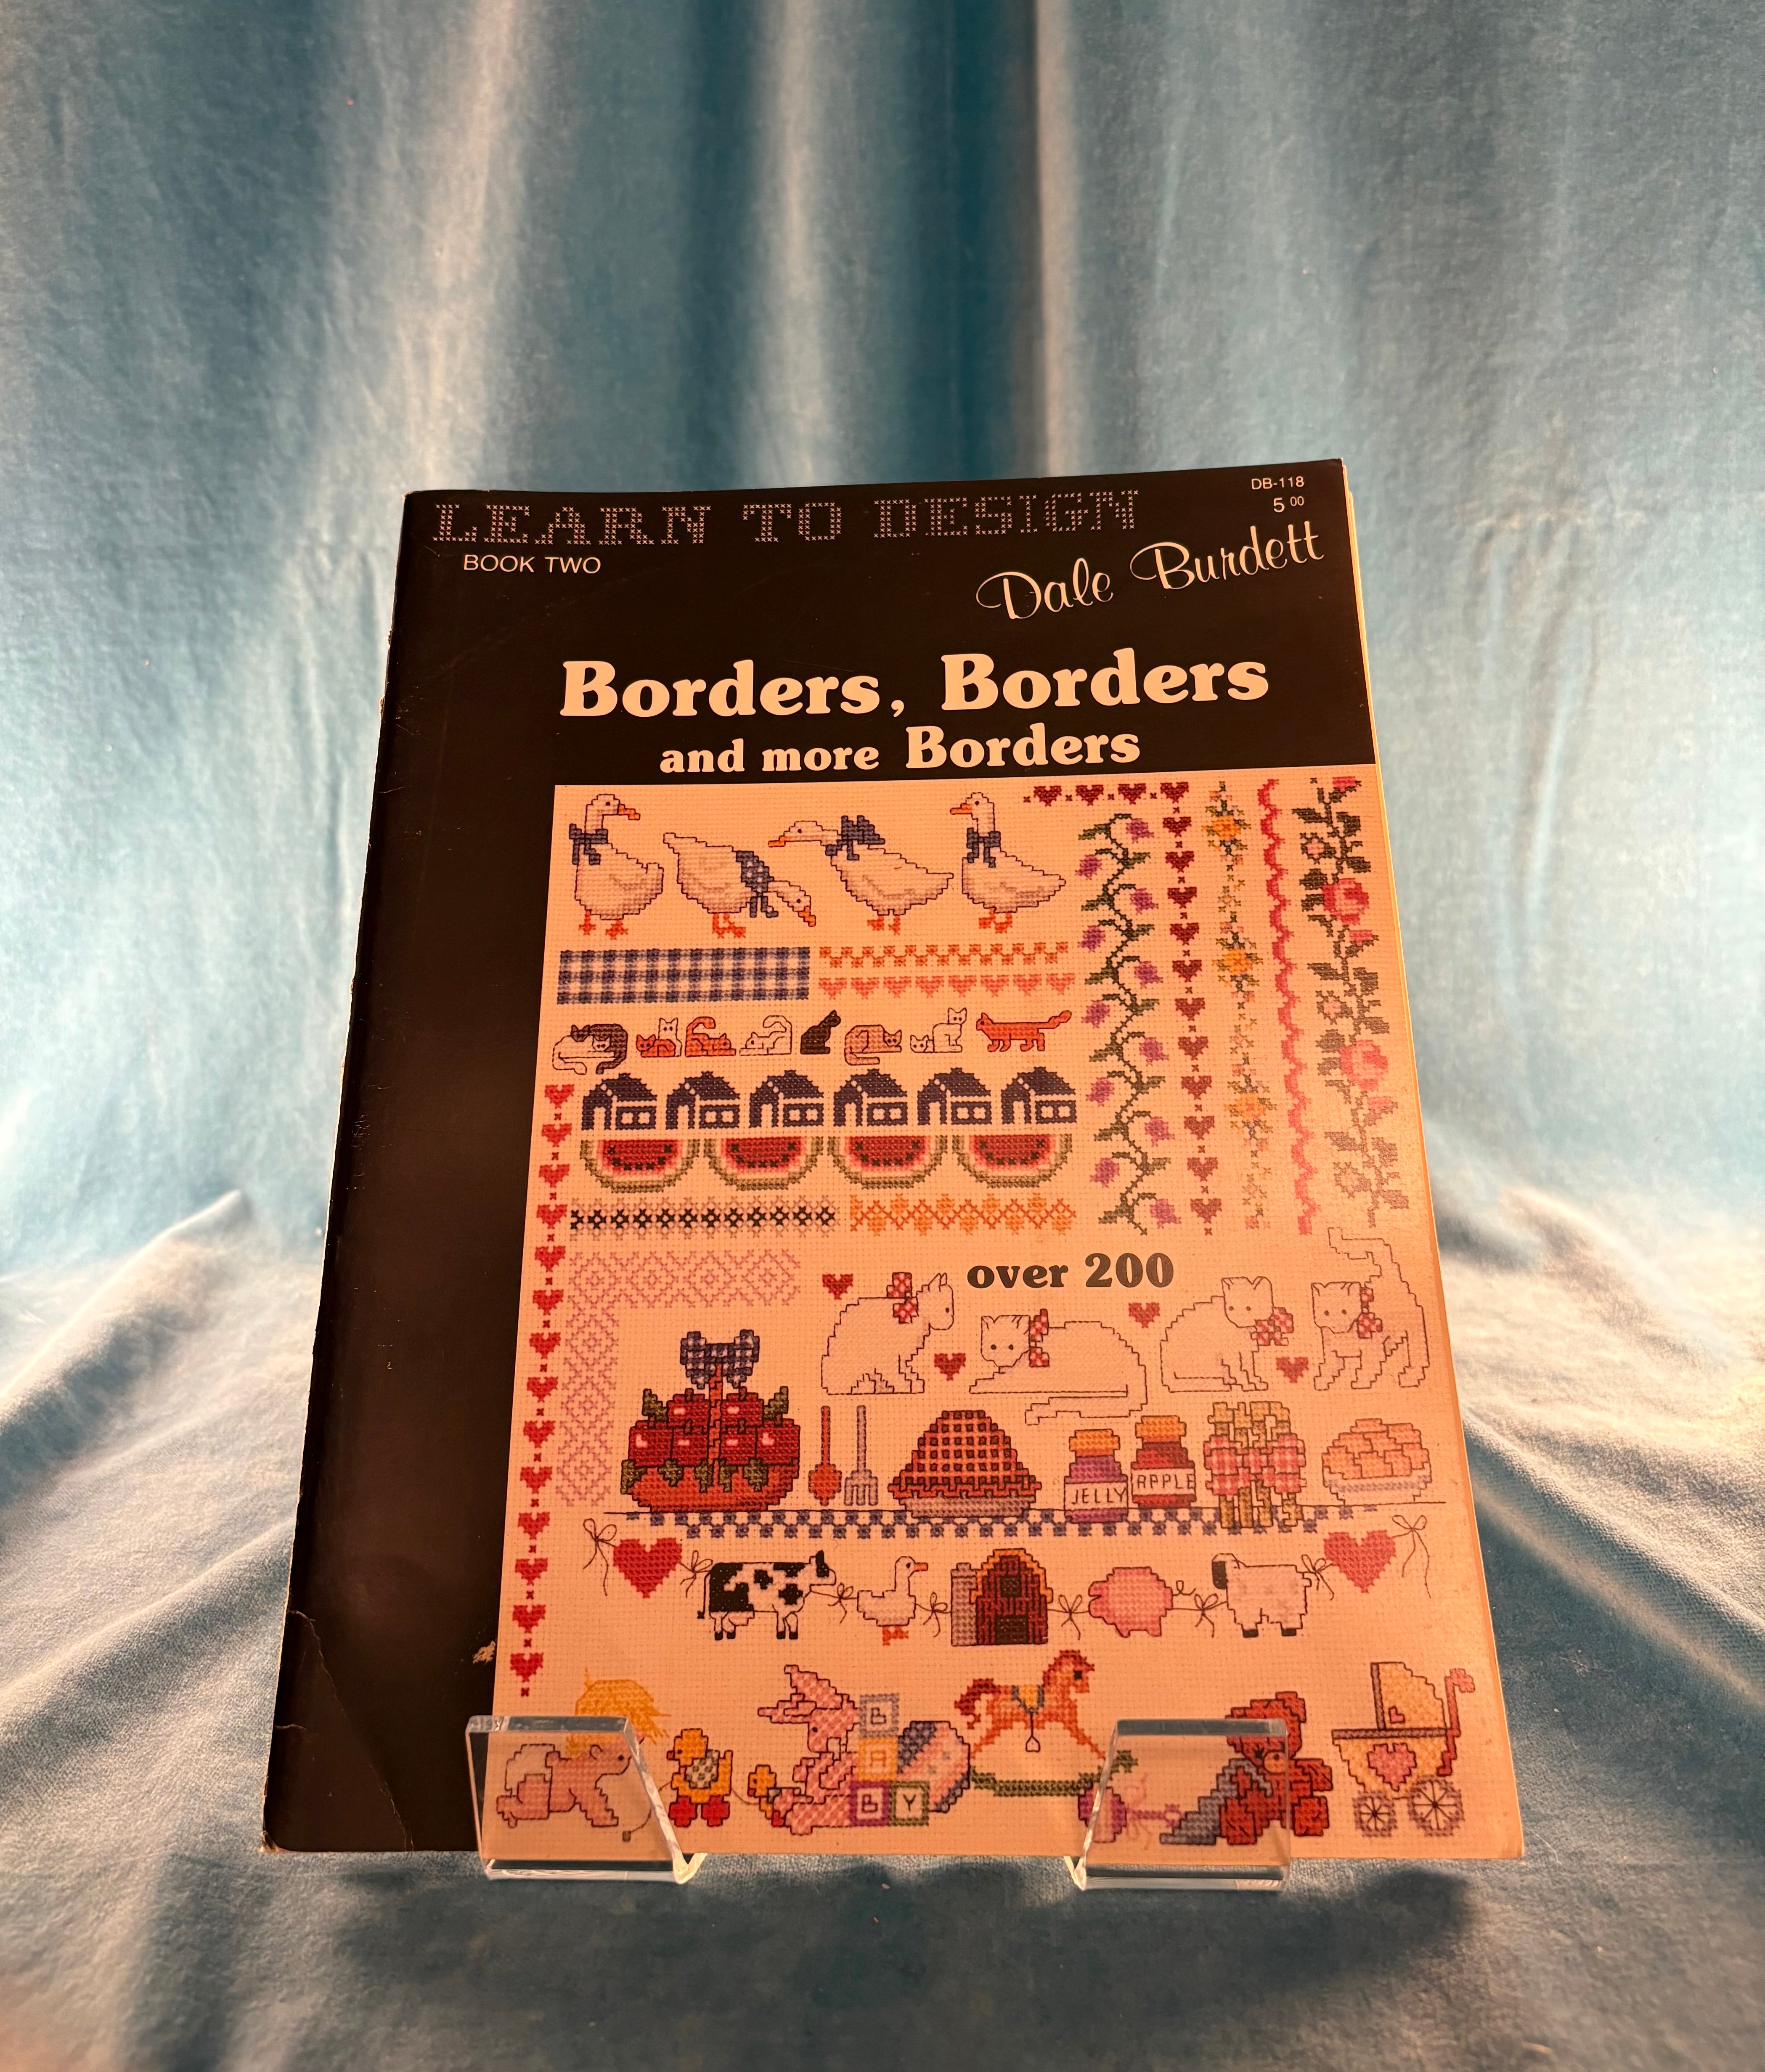 LEARN TO DESIGN
BOOK TWO
DB-118
5 00
Dale Burdett
Borders, Borders
and more Borders
over 200
JELLY
APPLE
B
A
B Y